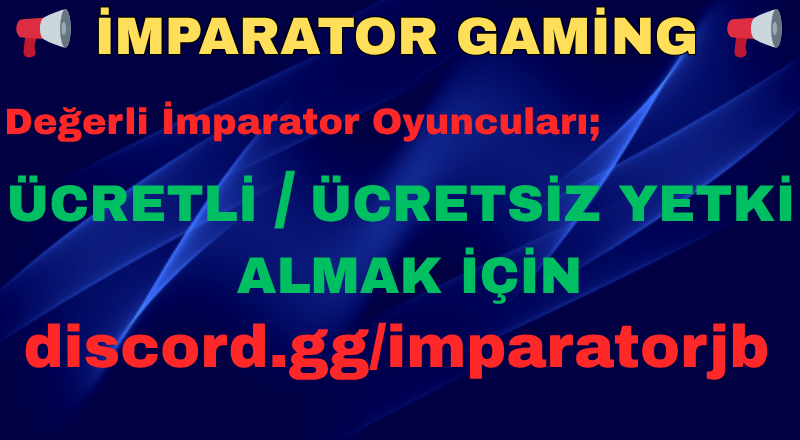 İMPARATOR GAMİNG
Değerli İmparator Oyuncuları;
ÜCRETLİ / ÜCRETSİZ YETKİ
ALMAK İÇİN
discord.gg/imparatorjb